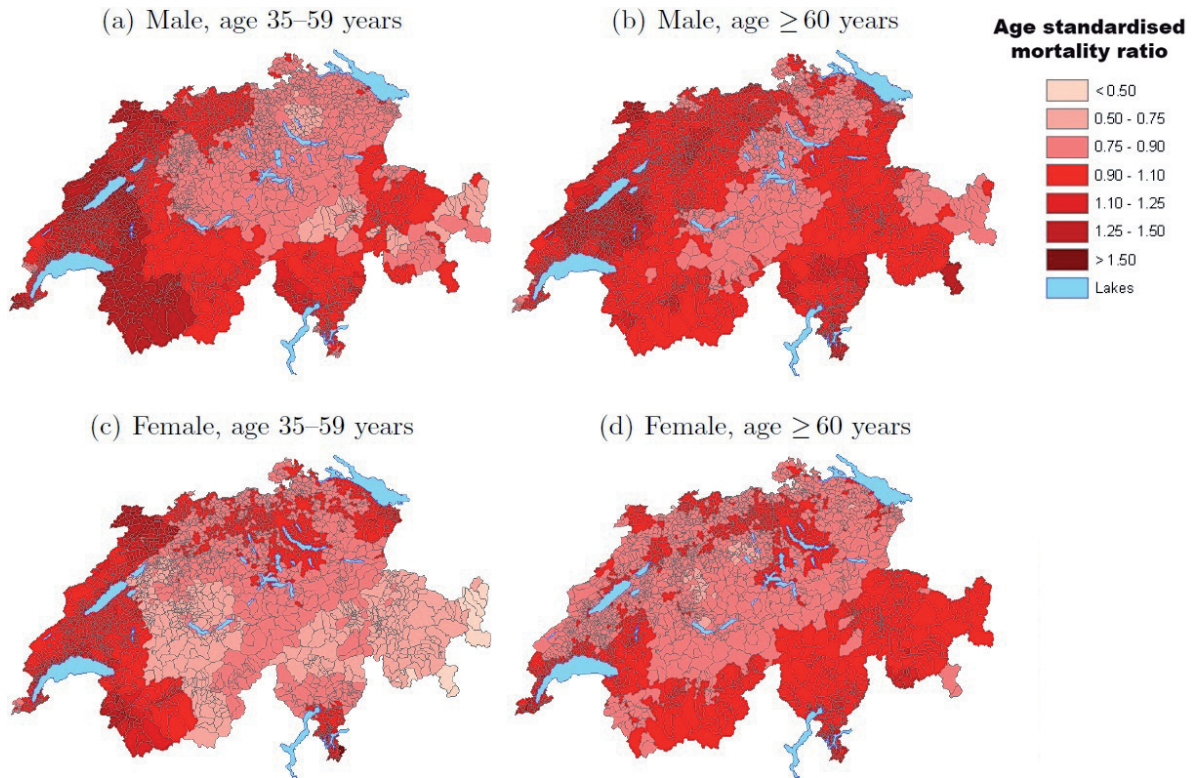 (a) Male, age 35–59 years
(b) Male, age ≥ 60 years
Age standardised
mortality ratio
< 0.50
0.50 - 0.75
0.75 - 0.90
0.90 - 1.10
1.10 - 1.25
1.25 - 1.50
> 1.50
Lakes
(c) Female, age 35–59 years
(d) Female, age ≥ 60 years